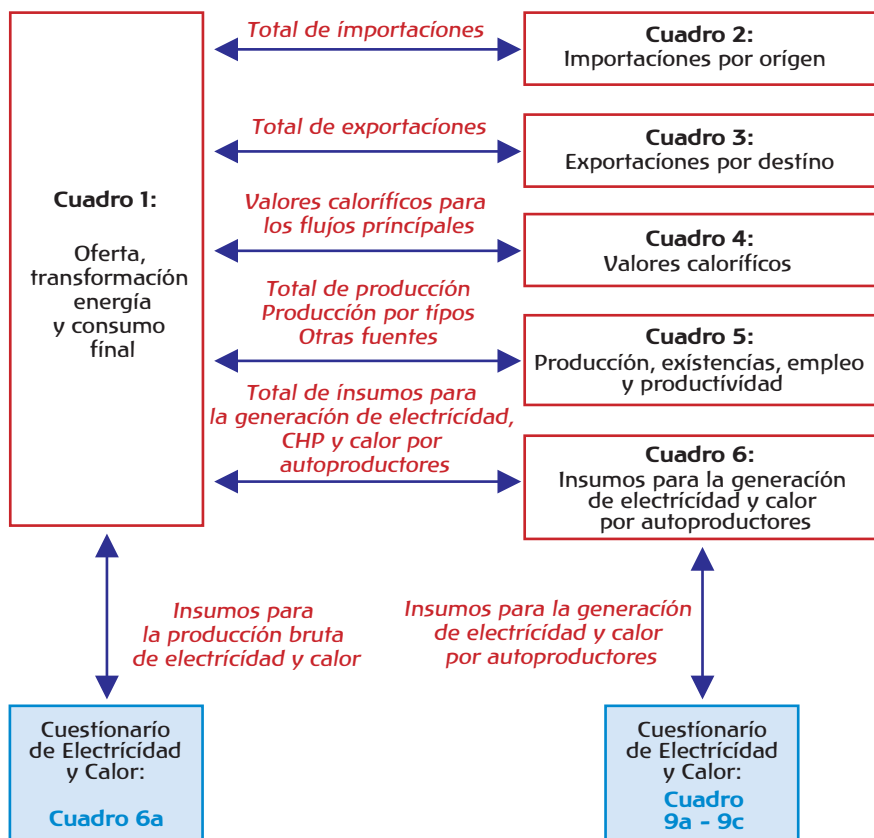 Total de importaciones
Cuadro 2:
Importaciones por orígen
Total de exportaciones
Cuadro 3:
Exportaciones por destino
Cuadro 1:
Oferta,
transformación
energía
y consumo
final
Valores caloríficos para
los flujos principales
Cuadro 4:
Valores caloríficos
Total de producción
Producción por tipos
Otras fuentes
Cuadro 5:
Producción, existencias, empleo
y productividad
Total de insumos para
la generación de electricidad,
CHP y calor por
autoproductores
Cuadro 6:
Insumos para la generación
de electricidad y calor
por autoproductores
Insumos para
la producción bruta
de electricidad y calor
Insumos para la generación
de electricidad y calor
por autoproductores
Cuestionario
de Electricidad
y Calor:
Cuadro 6a
Cuestionario
de Electricidad
y Calor:
Cuadro
9a - 9c